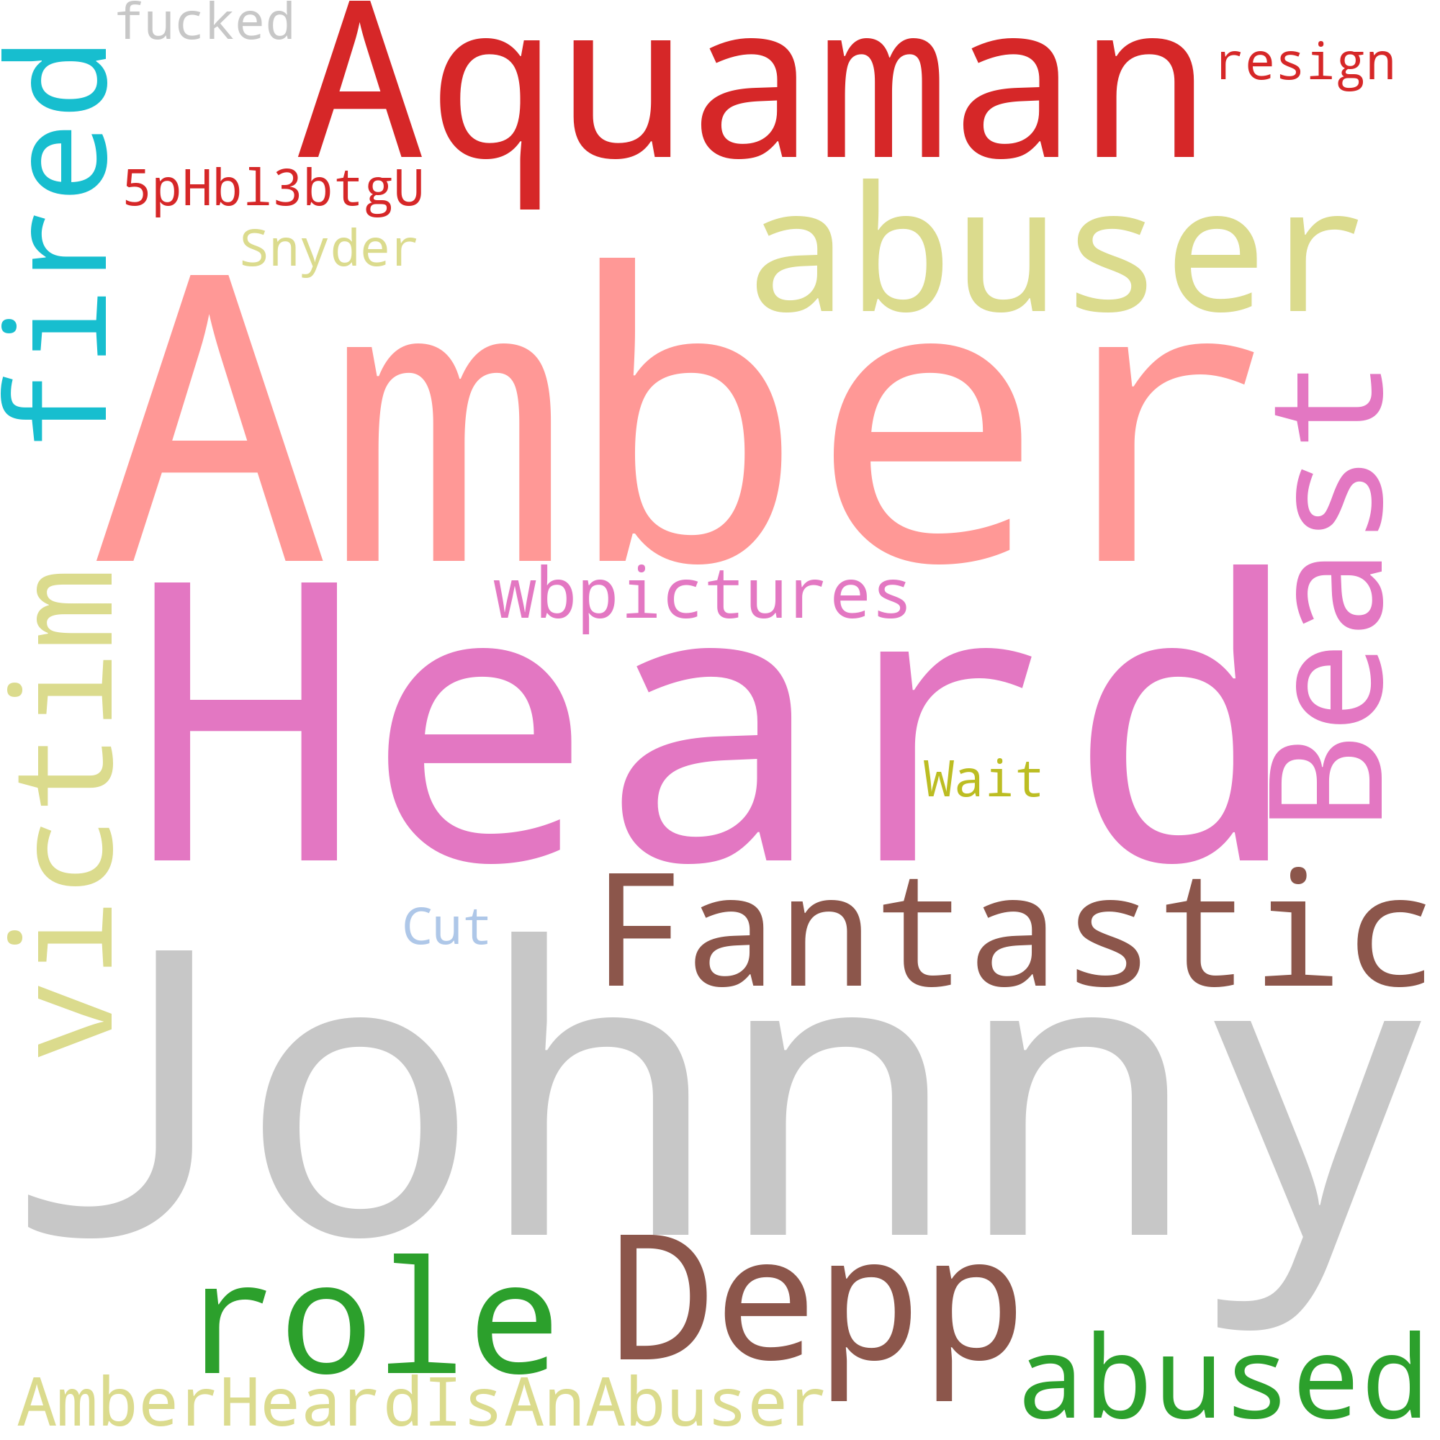 fucked
Aquaman
resign
fired
5pHbl3btgU
Snyder
abuser
Amber
Beast
wbpictures
victim
Heard
Wait
Fantastic
Cut
Johnny
role
Depp
abused
AmberHeardIsAnAbuser